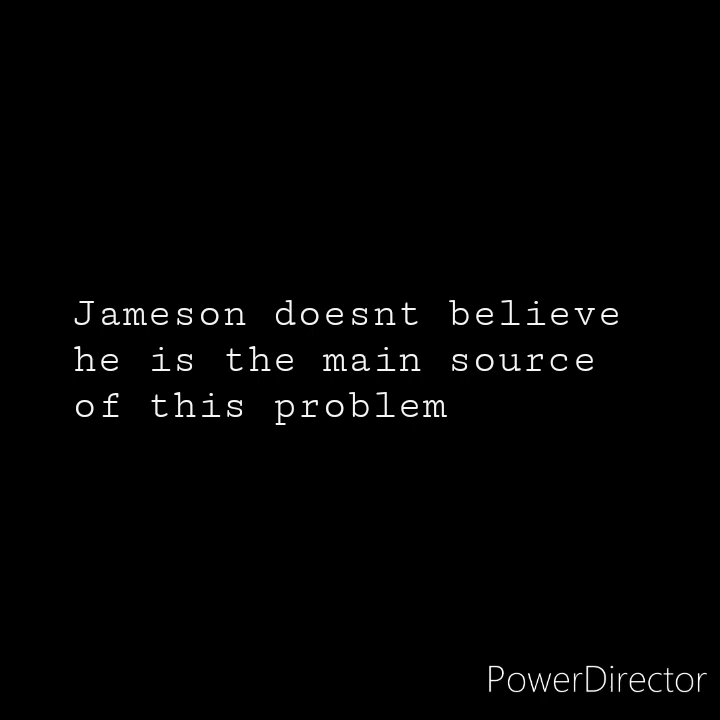 Jameson doesnt believe
he is the main source
of this problem
PowerDirector